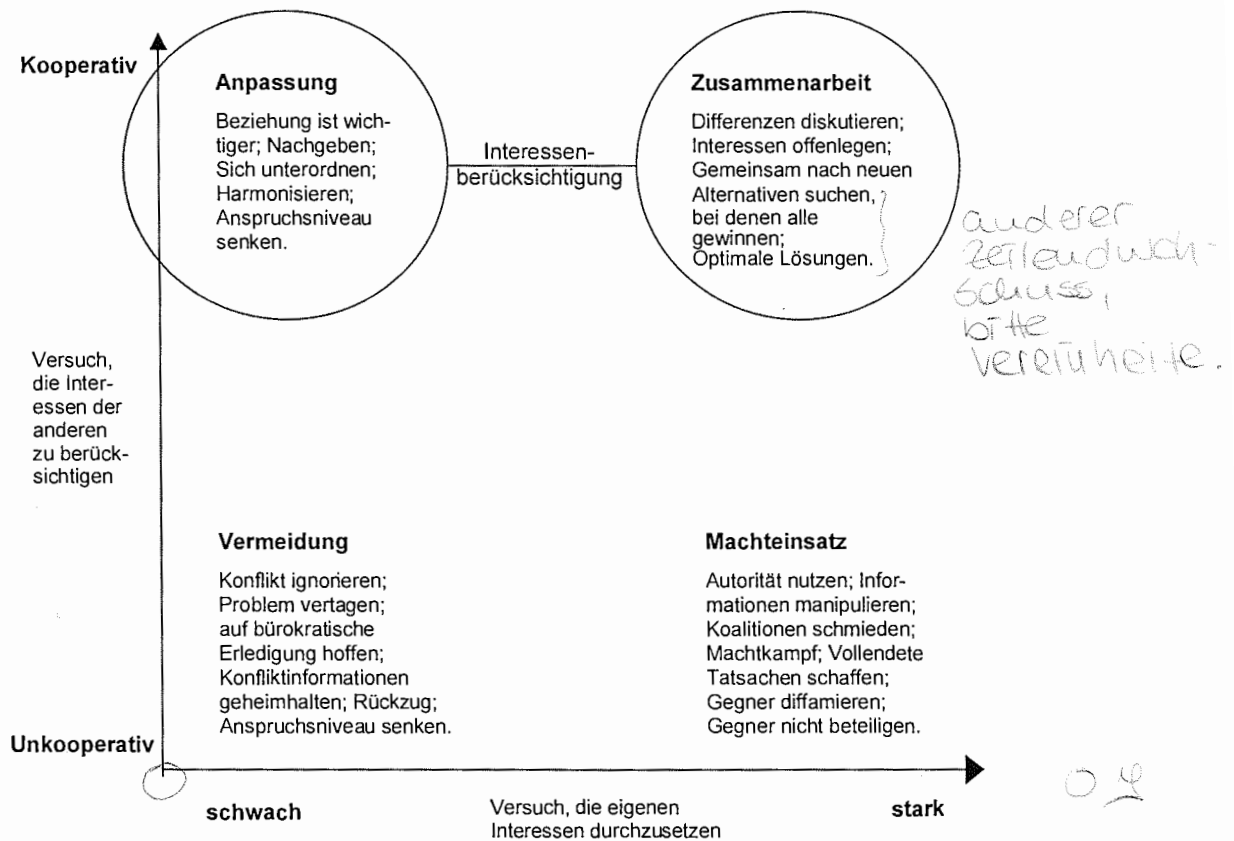 Kooperativ
Anpassung
Beziehung ist wich-
tiger; Nachgeben;
Sich unterordnen;
Harmonisieren;
Anspruchsniveau
senken.
Interessen-
berücksichtigung
Zusammenarbeit
Differenzen diskutieren;
Interessen offenlegen;
Gemeinsam nach neuen
Alternativen suchen,
bei denen alle
gewinnen;
Optimale Lösungen.
anderer
Zeilendurch-
schuss,
bitte
Versuch,
die Inter-
essen der
anderen
zu berück-
sichtigen
Vermeidung
Konflikt ignorieren;
Problem vertagen;
auf bürokratische
Erledigung hoffen;
Konfliktinformationen
geheimhalten; Rückzug;
Anspruchsniveau senken.
Machteinsatz
Autorität nutzen; Infor-
mationen manipulieren;
Koalitionen schmieden;
Machtkampf; Vollendete
Tatsachen schaffen;
Gegner diffamieren;
Gegner nicht beteiligen.
Unkooperativ
schwach
Versuch, die eigenen
Interessen durchzusetzen
stark